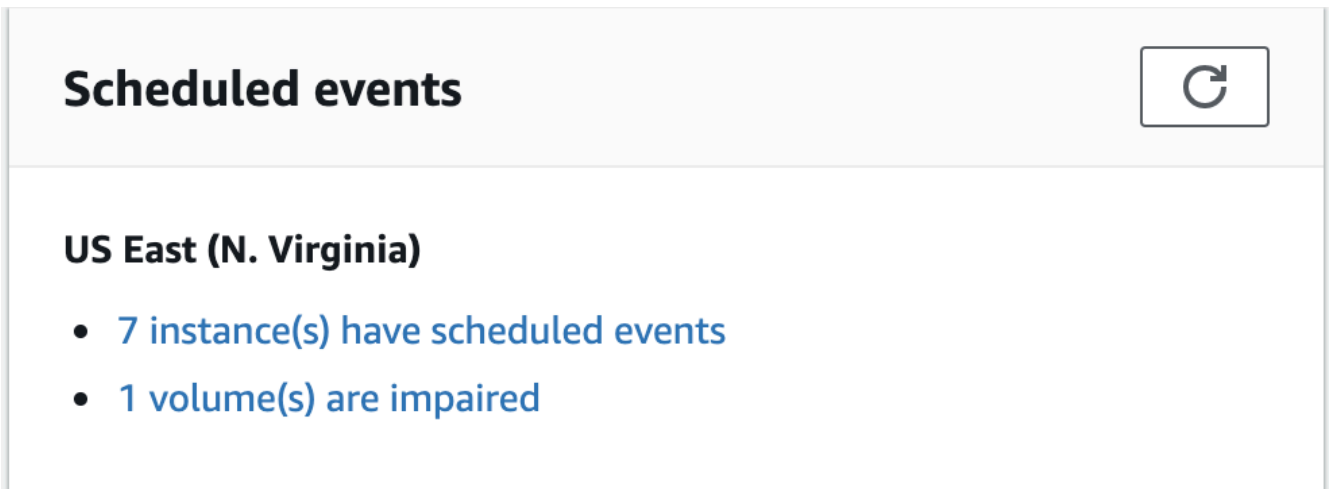 Scheduled events
US East (N. Virginia)
7 instance(s) have scheduled events
1 volume(s) are impaired